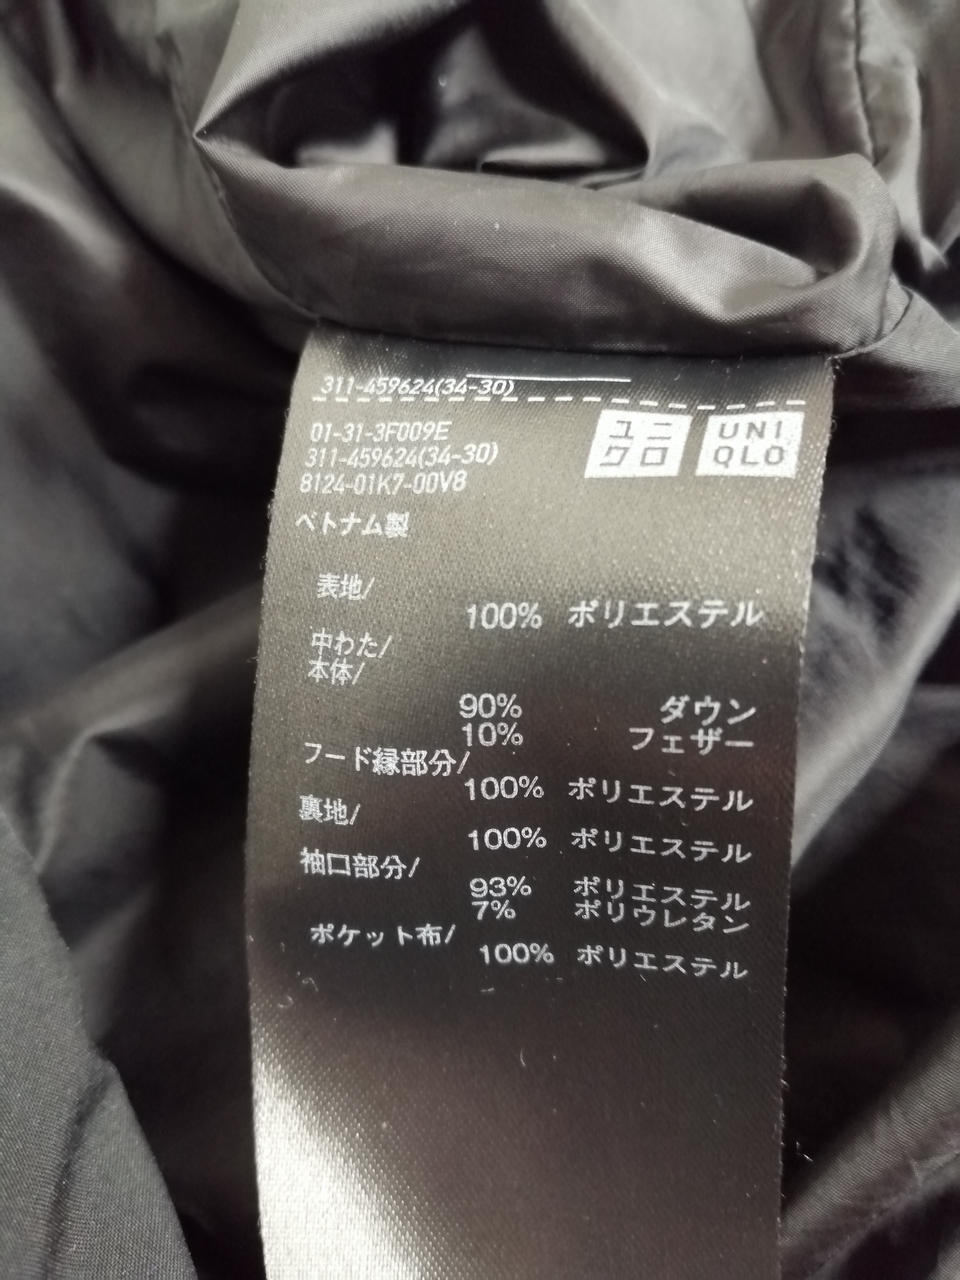 311-459624(34-30)
01-31-3F009E
311-459624(34-30)
8124-01K7-00V8
ユニ
クロ
UNI
QLO
ベトナム製
表地/
100% ポリエステル
中わた/
本体/
90% ダウン
10% フェザー
フード縁部分/
100% ポリエステル
裏地/
100% ポリエステル
袖口部分/
93% ポリエステル
7% ポリウレタン
ポケット布/
100% ポリエステル